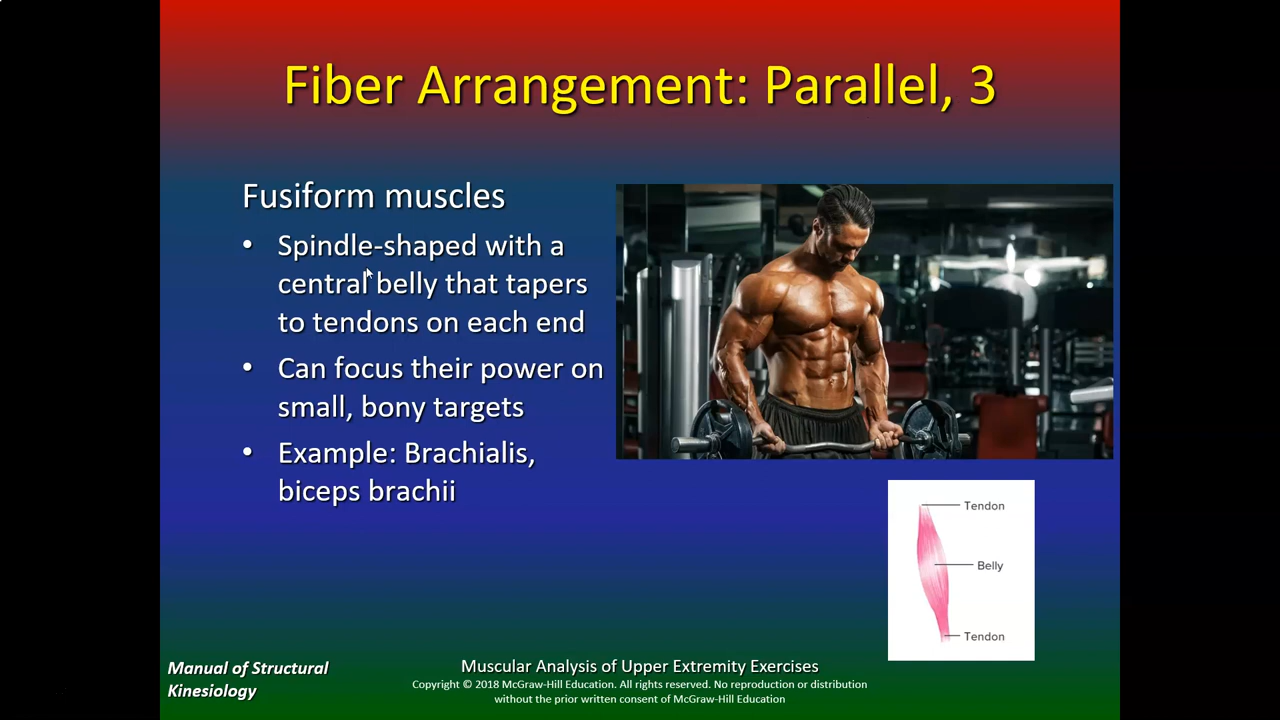 Fiber Arrangement: Parallel, 3
Fusiform muscles
• Spindle-shaped with a
central belly that tapers
to tendons on each end
• Can focus their power on
small, bony targets
• Example: Brachialis,
biceps brachii
Tendon
Belly
Tendon
Manual of Structural
Kinesiology
Muscular Analysis of Upper Extremity Exercises
Copyright © 2018 McGraw-Hill Education. All rights reserved. No reproduction or distribution
without the prior written consent of McGraw-Hill Education